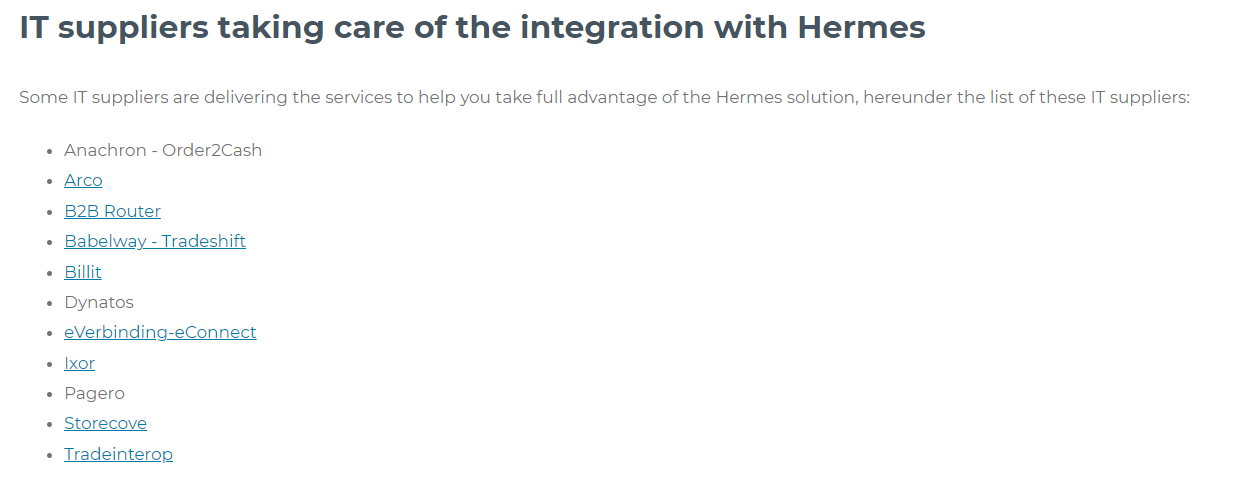 IT suppliers taking care of the integration with Hermes
Some IT suppliers are delivering the services to help you take full advantage of the Hermes solution, hereunder the list of these IT suppliers:
Anachron - Order2Cash
Arco
B2B Router
Babelway - Tradeshift
Billit
Dynatos
eVerbinding-eConnect
Ixor
Pagero
Storecove
Tradeinterop